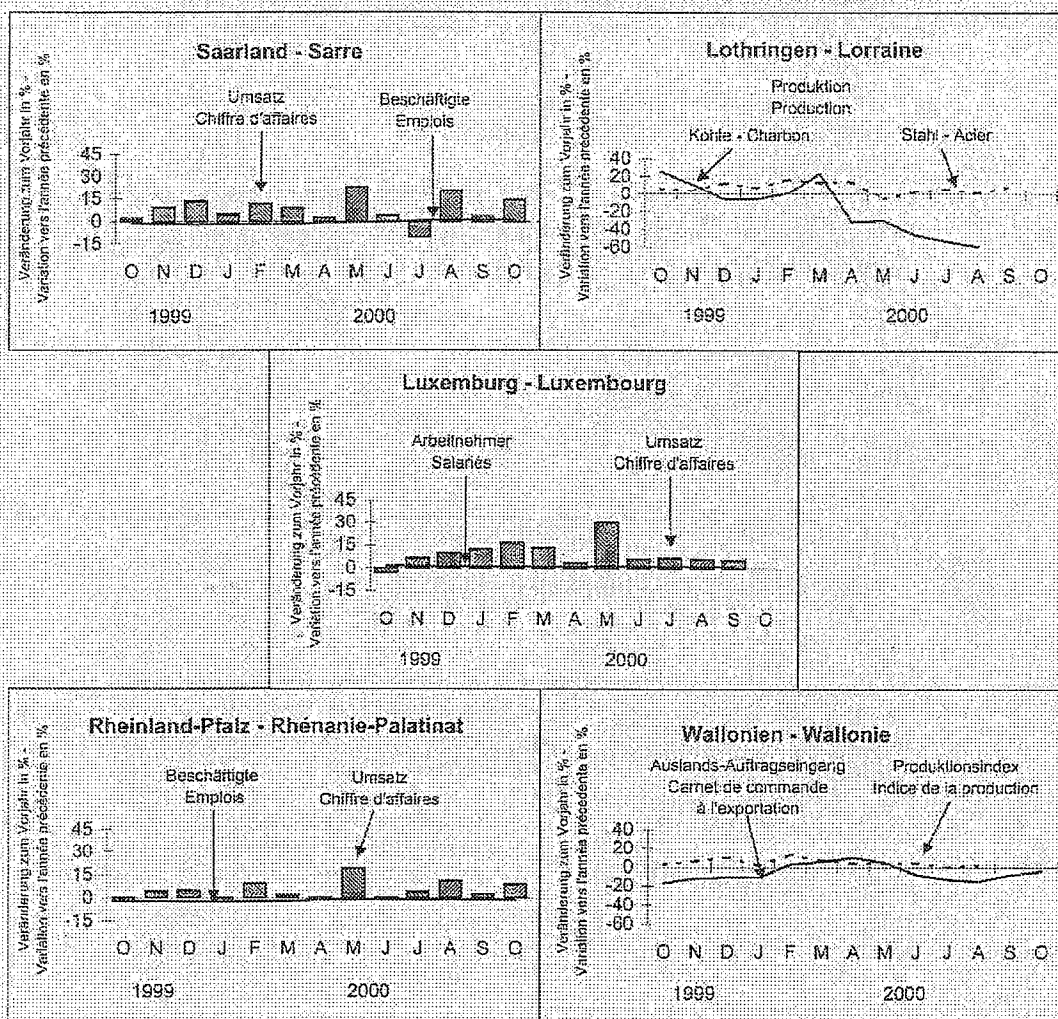 Saarland - Sarre
Veränderung zum Vorjahr in % -
Variation vers l'année précédente en %
Umsatz
Chiffre d'affaires
Beschäftigte
Emplois
45
30
15
0
-15
O N D J F M A M J J A S O
1999 2000
Lothringen - Lorraine
Veränderung zum Vorjahr in % -
Variation vers l'année précédente en %
Produktion
Production
Kohle - Charbon
Stahl - Acier
40
20
0
-20
-40
-60
O N D J F M A M J J A S O
1999 2000
Luxemburg - Luxembourg
Veränderung zum Vorjahr in % -
Variation vers l'année précédente en %
Arbeitnehmer
Salariés
Umsatz
Chiffre d'affaires
45
30
15
0
-15
O N D J F M A M J J A S O
1999 2000
Rheinland-Pfalz - Rhénanie-Palatinat
Veränderung zum Vorjahr in % -
Variation vers l'année précédente en %
Beschäftigte
Emplois
Umsatz
Chiffre d'affaires
45
30
15
0
-15
O N D J F M A M J J A S O
1999 2000
Wallonien - Wallonie
Veränderung zum Vorjahr in % -
Variation vers l'année précédente en %
Auslands-Auftragseingang
Carnet de commande
à l'exportation
Produktionsindex
Indice de la production
40
20
0
-20
-40
-60
O N D J F M A M J J A S O
1999 2000